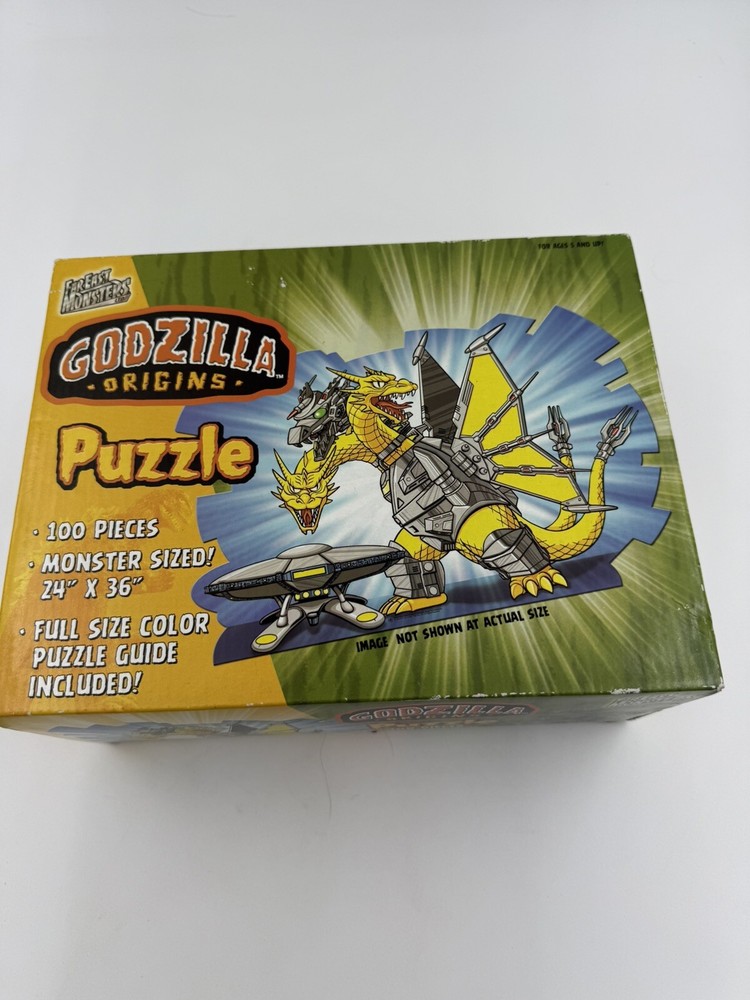 FOR AGES 5 AND UP!
FAR EAST
MONSTERS
GODZILLA™
• ORIGINS •
Puzzle
• 100 PIECES
• MONSTER SIZED!
24" X 36"
• FULL SIZE COLOR
PUZZLE GUIDE
INCLUDED!
IMAGE NOT SHOWN AT ACTUAL SIZE
GODZILLA